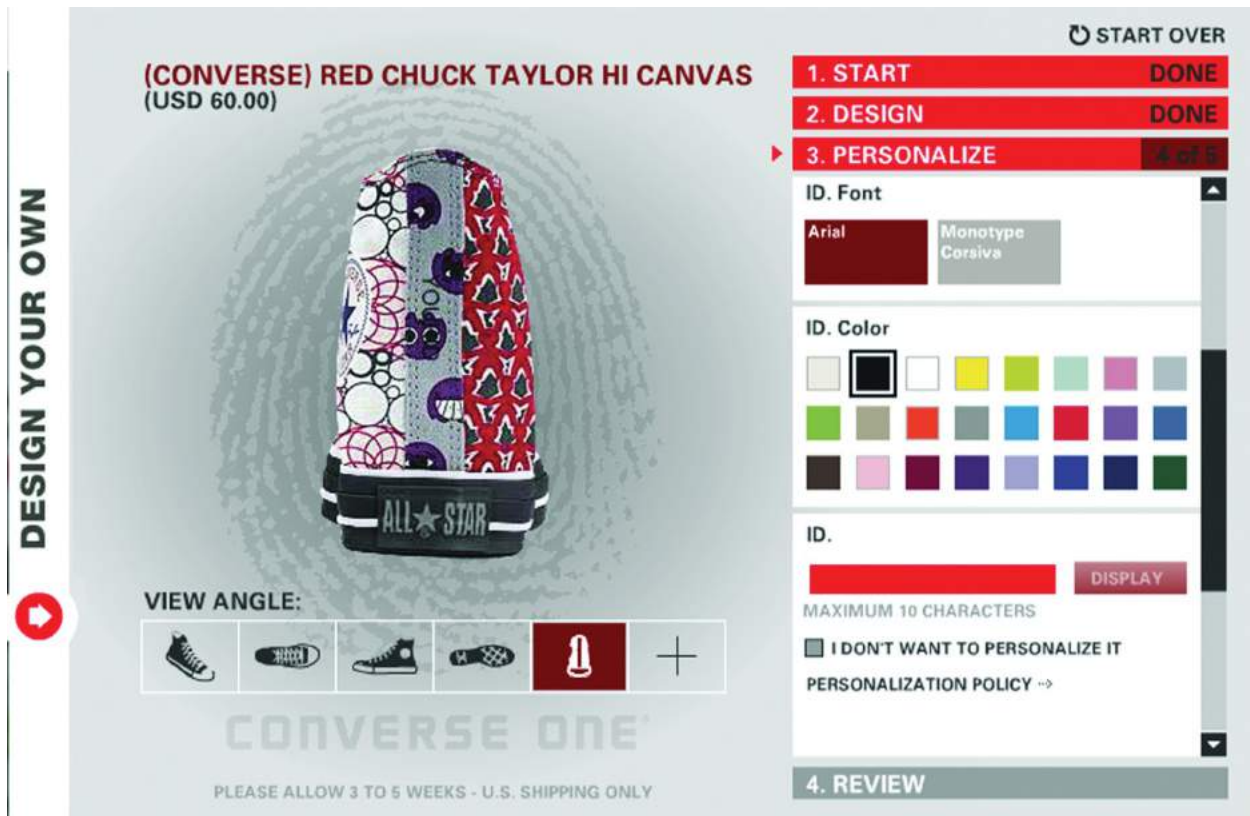 DESIGN YOUR OWN
(CONVERSE) RED CHUCK TAYLOR HI CANVAS
(USD 60.00)
ALL STAR
VIEW ANGLE:
CONVERSE ONE
PLEASE ALLOW 3 TO 5 WEEKS - U.S. SHIPPING ONLY
START OVER
1. START DONE
2. DESIGN DONE
3. PERSONALIZE 4 of 5
ID. Font
Arial
Monotype
Corsiva
ID. Color
ID.
DISPLAY
MAXIMUM 10 CHARACTERS
I DON'T WANT TO PERSONALIZE IT
PERSONALIZATION POLICY
4. REVIEW